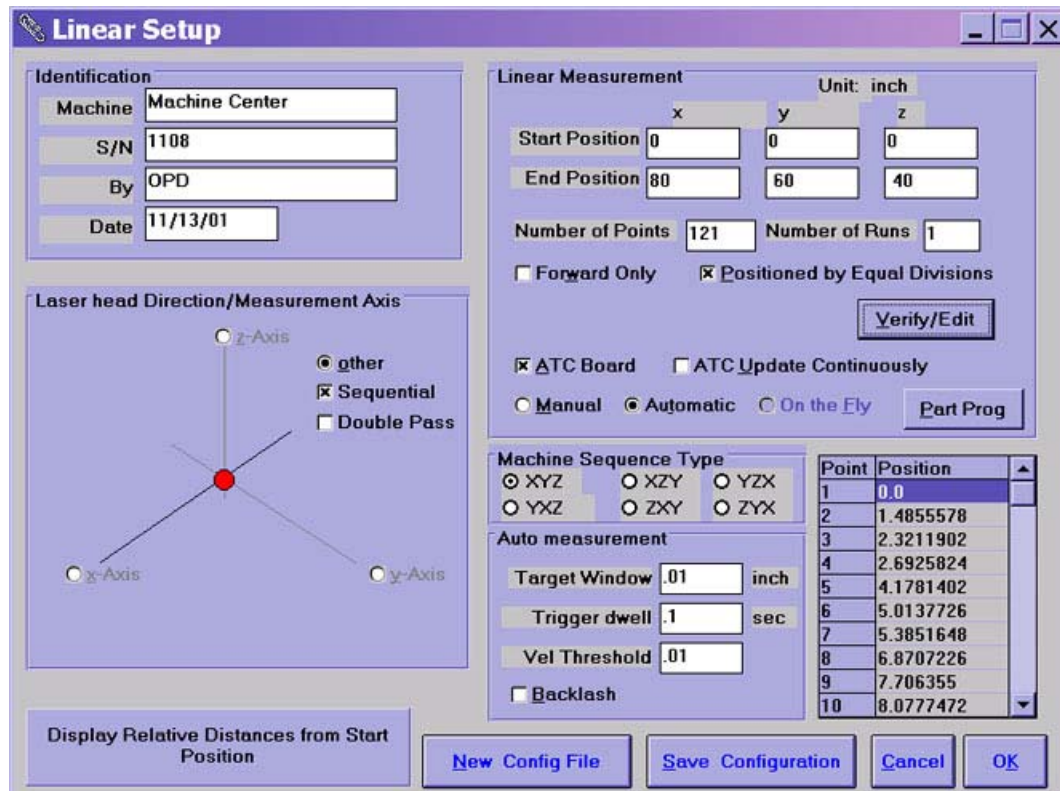 Linear Setup
Identification
Machine Machine Center
S/N 1108
By OPD
Date 11/13/01
Laser head Direction/Measurement Axis
z-Axis
other
Sequential
Double Pass
x-Axis
y-Axis
Display Relative Distances from Start
Position
Linear Measurement
Unit: inch
x y z
Start Position 0 0 0
End Position 80 60 40
Number of Points 121 Number of Runs 1
Forward Only Positioned by Equal Divisions
Verify/Edit
ATC Board ATC Update Continuously
Manual Automatic On the Fly Part Prog
Machine Sequence Type
XYZ XZY YZX
YXZ ZXY ZYX
Auto measurement
Target Window .01 inch
Trigger dwell .1 sec
Vel Threshold .01
Backlash
Point Position
1 0.0
2 1.4855578
3 2.3211902
4 2.6925824
5 4.1781402
6 5.0137726
7 5.3851648
8 6.8707226
9 7.706355
10 8.0777472
New Config File Save Configuration Cancel OK